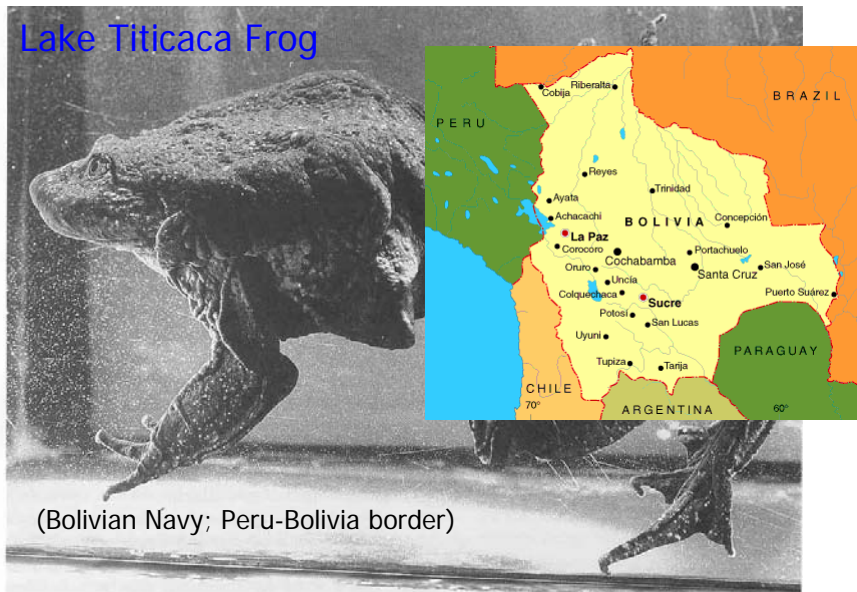 Lake Titicaca Frog
BRAZIL
PERU
Cobija
Riberalta
Reyes
Trinidad
Ayata
Achacachi
BOLIVIA
Concepción
La Paz
Corocoro
Cochabamba
Portachuelo
Oruro
Santa Cruz
San José
Uncía
Colquechaca
Sucre
Puerto Suárez
Potosí
San Lucas
Uyuni
PARAGUAY
Tupiza
Tarija
CHILE
70°
ARGENTINA
60°
(Bolivian Navy; Peru-Bolivia border)